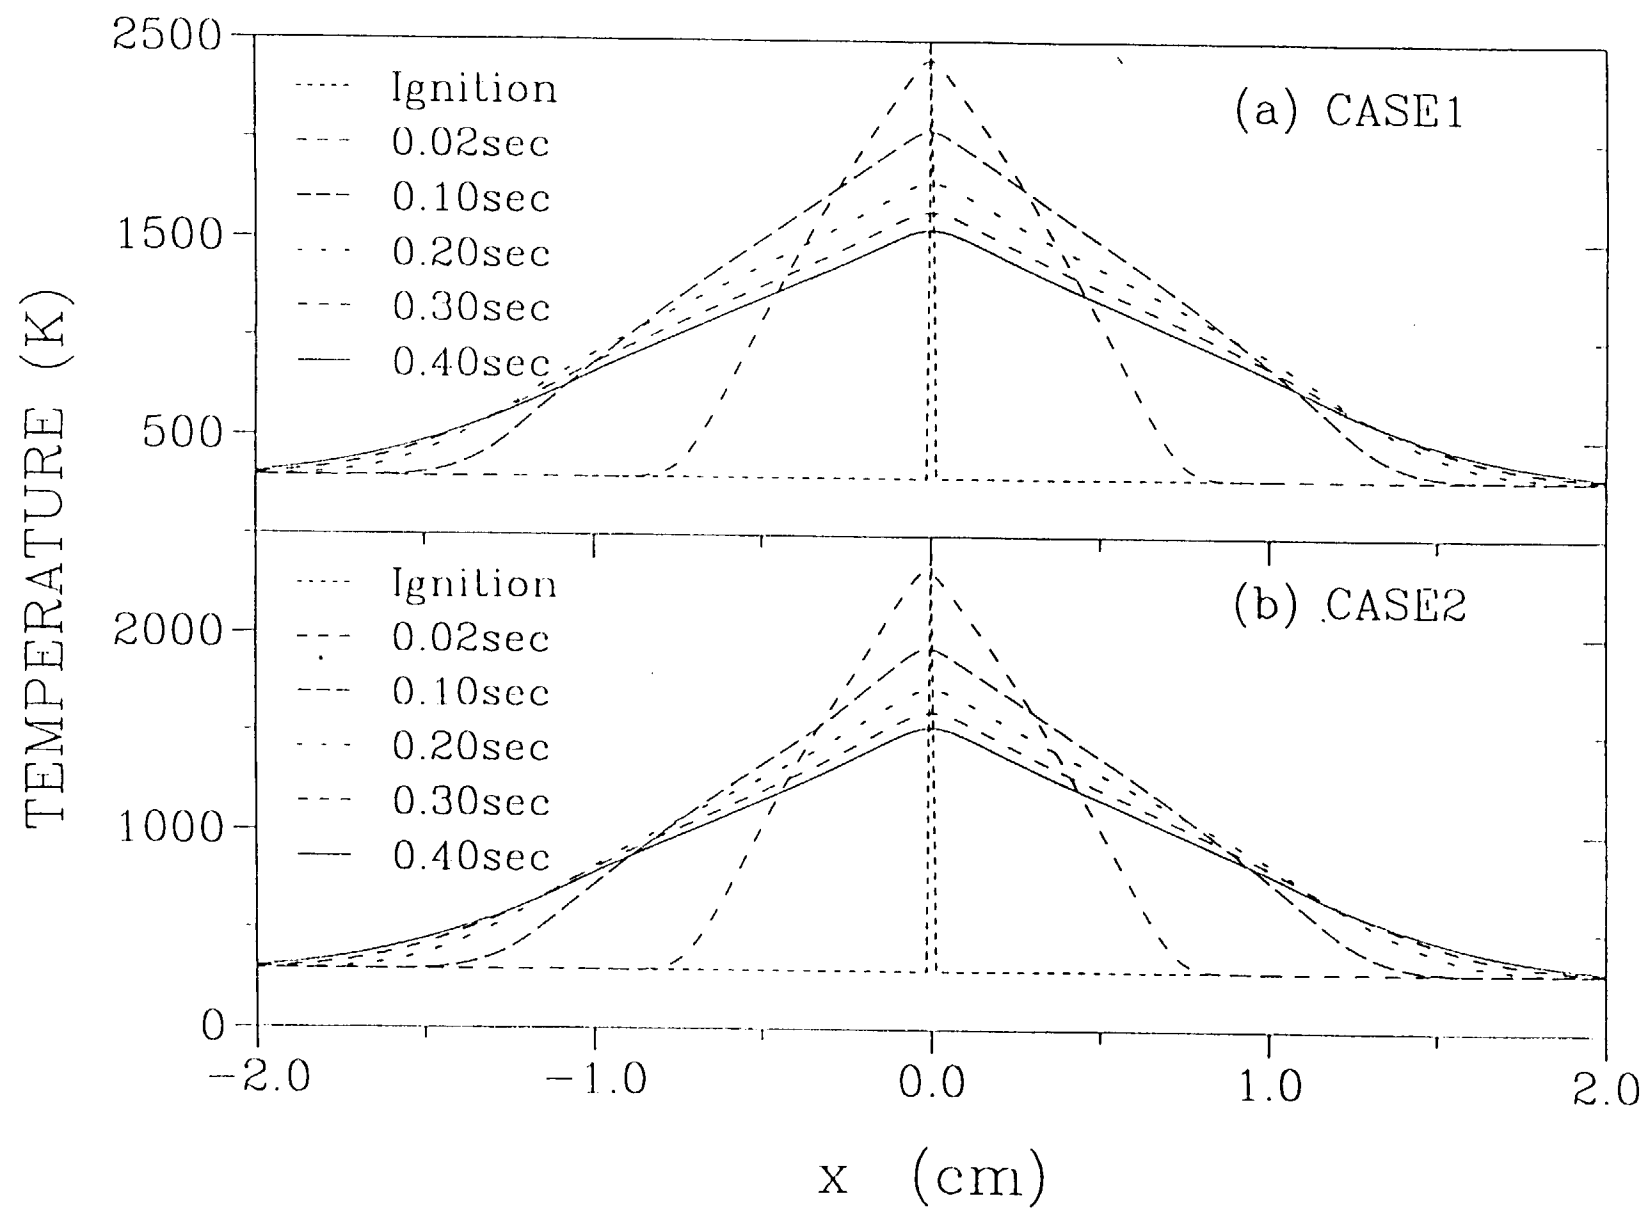 TEMPERATURE (K)
2500
1500
500
2000
1000
0
Ignition
0.02sec
0.10sec
0.20sec
0.30sec
0.40sec
(a) CASE1
Ignition
0.02sec
0.10sec
0.20sec
0.30sec
0.40sec
(b) CASE2
-2.0 -1.0 0.0 1.0 2.0
x (cm)